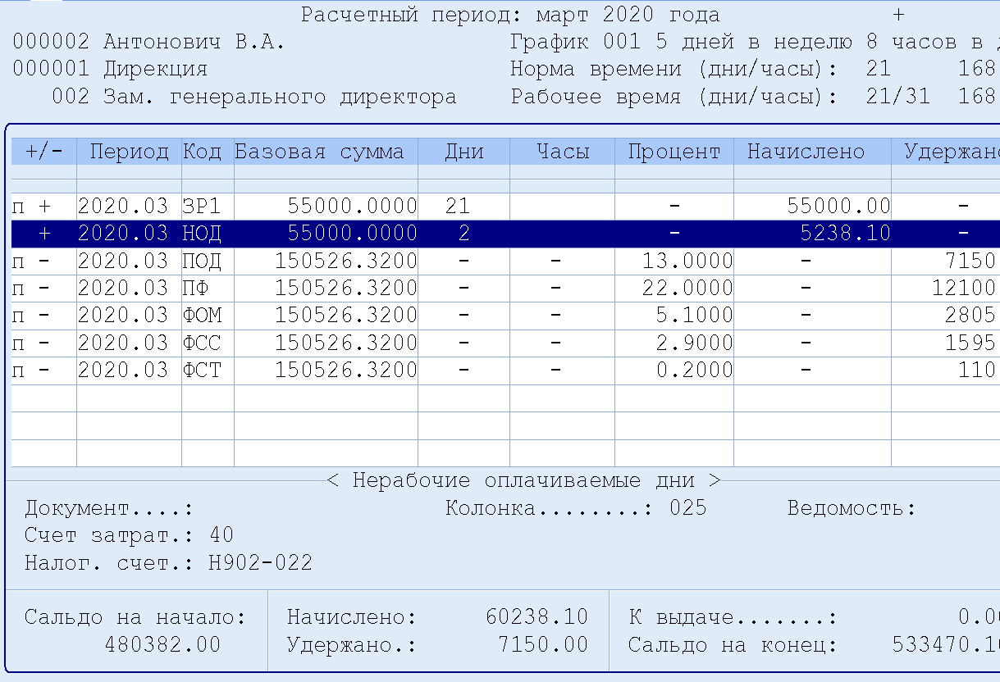 Расчетный период: март 2020 года +
000002 Антонович В.А. График 001 5 дней в неделю 8 часов в
000001 Дирекция Норма времени (дни/часы): 21 168
002 Зам. генерального директора Рабочее время (дни/часы): 21/31 168
+/- Период Код Базовая сумма Дни Часы Процент Начислено Удержано
п + 2020.03 ЗР1 55000.0000 21 - 55000.00 -
+ 2020.03 НОД 55000.0000 2 - 5238.10 -
п - 2020.03 ПОД 150526.3200 - - 13.0000 - 7150
п - 2020.03 ПФ 150526.3200 - - 22.0000 - 12100
п - 2020.03 ФОМ 150526.3200 - - 5.1000 - 2805
п - 2020.03 ФСС 150526.3200 - - 2.9000 - 1595
п - 2020.03 ФСТ 150526.3200 - - 0.2000 - 110
< Нерабочие оплачиваемые дни >
Документ....: Колонка........: 025 Ведомость:
Счет затрат.: 40
Налог. счет.: Н902-022
Сальдо на начало: Начислено: 60238.10 К выдаче.......: 0.00
480382.00 Удержано.: 7150.00 Сальдо на конец: 533470.10